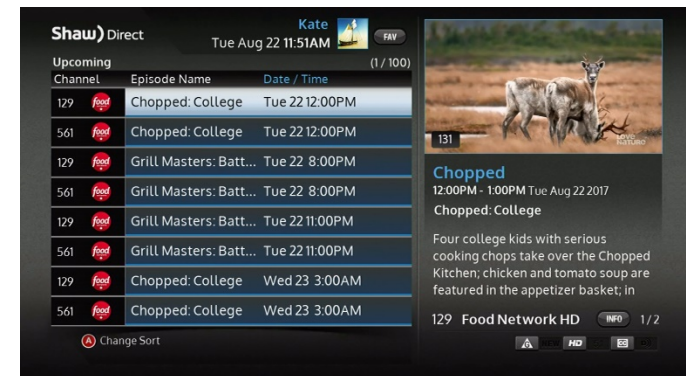 Shaw) Direct
Kate
Tue Aug 22 11:51AM
FAV
Upcoming
(1 / 100)
Channel Episode Name Date / Time
129 food Chopped: College Tue 22 12:00PM
561 food Chopped: College Tue 22 12:00PM
129 food Grill Masters: Batt... Tue 22 8:00PM
561 food Grill Masters: Batt... Tue 22 8:00PM
129 food Grill Masters: Batt... Tue 22 11:00PM
561 food Grill Masters: Batt... Tue 22 11:00PM
129 food Chopped: College Wed 23 3:00AM
561 food Chopped: College Wed 23 3:00AM
A Change Sort
131
LOVE
NATURE
Chopped
12:00PM - 1:00PM Tue Aug 22 2017
Chopped: College
Four college kids with serious
cooking chops take over the Chopped
Kitchen; chicken and tomato soup are
featured in the appetizer basket; in
129 Food Network HD INFO 1/2
HD CC